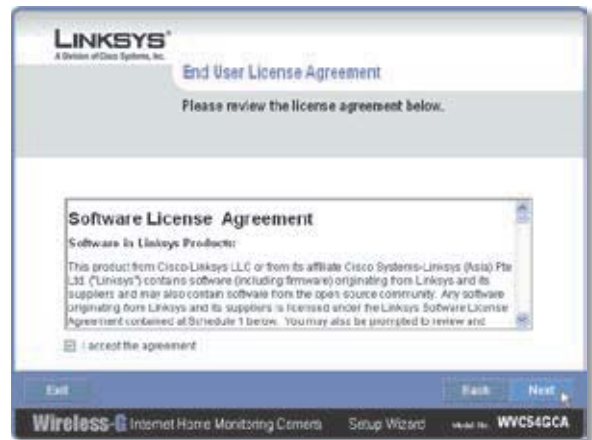 LINKSYS®
A Division of Cisco Systems, Inc.
End User License Agreement
Please review the license agreement below.
Software License Agreement
Software in Linksys Products:
This product from Cisco-Linksys LLC or from its affiliate Cisco Systems-Linksys (Asia) Pte
Ltd. ("Linksys") contains software (including firmware) originating from Linksys and its
suppliers and may also contain software from the open source community. Any software
originating from Linksys and its suppliers is licensed under the Linksys Software License
Agreement contained at Schedule 1 below. You may also be prompted to review and
I accept the agreement
Exit
Back
Next
Wireless-G Internet Home Monitoring Camera
Setup Wizard
Model No.
WVC54GCA